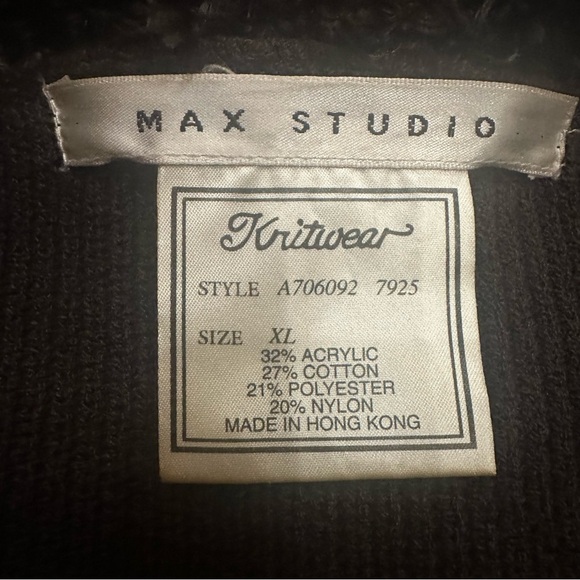 MAX STUDIO
Knitwear
STYLE A706092 7925
SIZE XL
32% ACRYLIC
27% COTTON
21% POLYESTER
20% NYLON
MADE IN HONG KONG